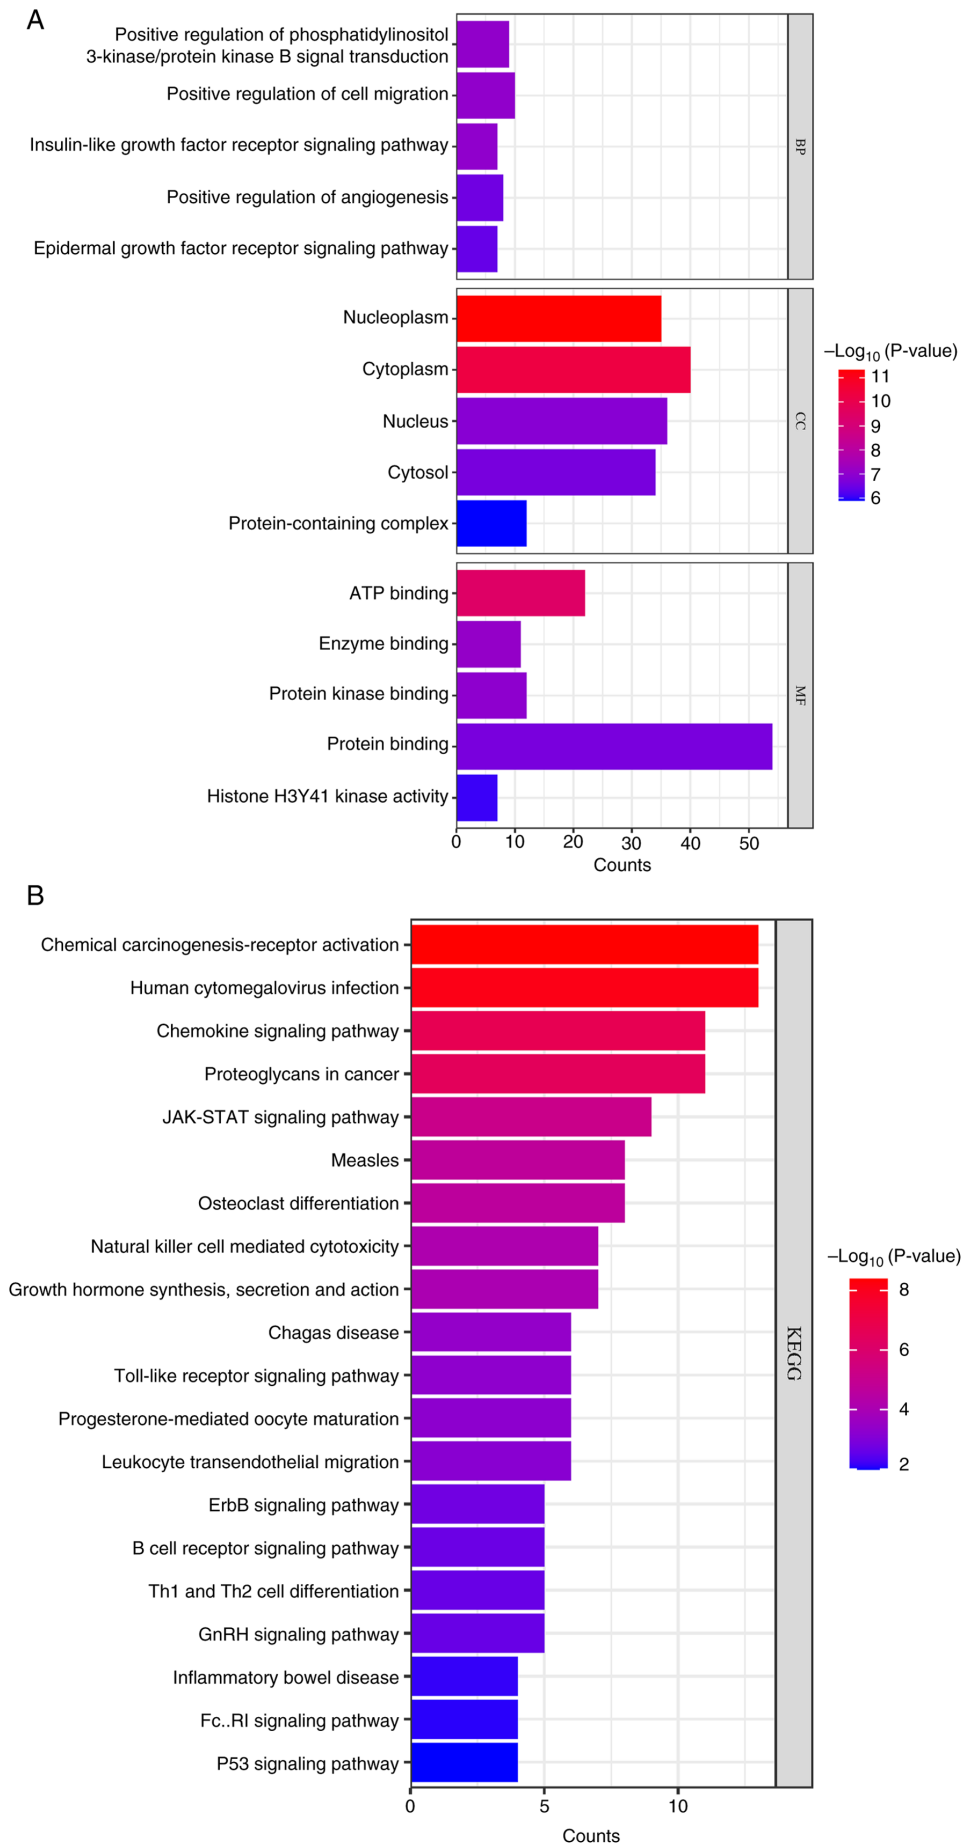 A
Positive regulation of phosphatidylinositol
3-kinase/protein kinase B signal transduction
Positive regulation of cell migration
Insulin-like growth factor receptor signaling pathway
Positive regulation of angiogenesis
Epidermal growth factor receptor signaling pathway
BP
Nucleoplasm
Cytoplasm
Nucleus
Cytosol
Protein-containing complex
CC
–Log10 (P-value)
11
10
9
8
7
6
ATP binding
Enzyme binding
Protein kinase binding
Protein binding
Histone H3Y41 kinase activity
MF
0 10 20 30 40 50
Counts
B
Chemical carcinogenesis-receptor activation
Human cytomegalovirus infection
Chemokine signaling pathway
Proteoglycans in cancer
JAK-STAT signaling pathway
Measles
Osteoclast differentiation
Natural killer cell mediated cytotoxicity
Growth hormone synthesis, secretion and action
Chagas disease
Toll-like receptor signaling pathway
Progesterone-mediated oocyte maturation
Leukocyte transendothelial migration
ErbB signaling pathway
B cell receptor signaling pathway
Th1 and Th2 cell differentiation
GnRH signaling pathway
Inflammatory bowel disease
Fc..RI signaling pathway
P53 signaling pathway
KEGG
–Log10 (P-value)
8
6
4
2
0 5 10
Counts